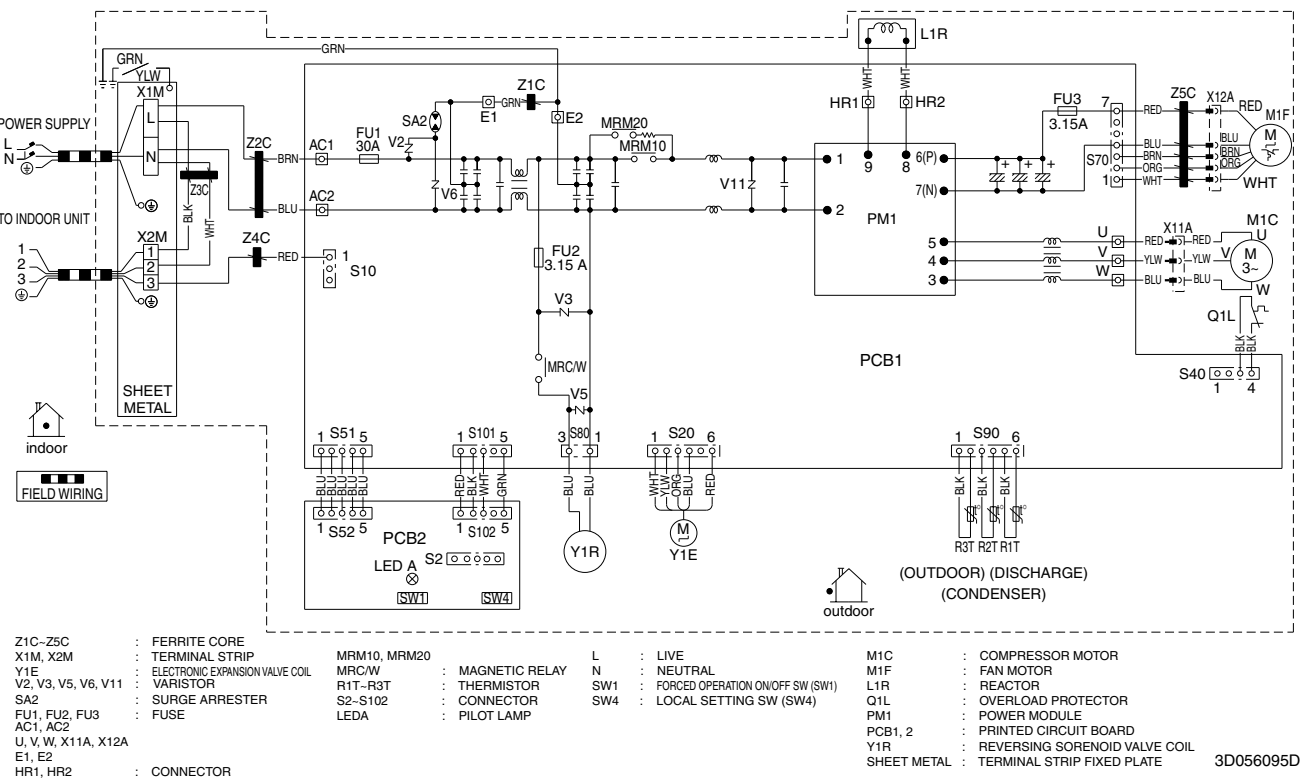 GRN
L1R
GRN
YLW
X1M
L
N
POWER SUPPLY
L
N
Z3C
BLK
WHT
TO INDOOR UNIT
1
2
3
X2M
1
2
3
SHEET
METAL
Z2C
BRN
BLU
Z4C
RED
AC1
AC2
FU1
30A
1
S10
SA2
V2
V6
E1
GRN
Z1C
E2
MRM20
MRM10
FU2
3.15 A
V3
MRC/W
V5
V11
WHT
WHT
HR1
HR2
9
8
1
2
PM1
6(P)
7(N)
5
4
3
+
+
+
FU3
3.15A
7
S70
1
RED
BLU
BRN
ORG
WHT
Z5C
X12A
RED
BLU
BRN
ORG
WHT
M1F
M
U
V
W
RED
YLW
BLU
X11A
RED
YLW
BLU
M1C
U
V
W
M
3~
Q1L
BLK
BLK
S40
1
4
PCB1
indoor
FIELD WIRING
1 S51 5
BLU
BLU
BLU
BLU
BLU
1 S52 5
1 S101 5
RED
BLK
WHT
GRN
1 S102 5
PCB2
S2
LED A
SW1
SW4
3 S80 1
BLU
BLU
Y1R
1 S20 6
WHT
YLW
ORG
BLU
RED
M
Y1E
1 S90 6
BLK
BLK
BLK
R3T R2T R1T
(OUTDOOR) (DISCHARGE)
(CONDENSER)
outdoor
Z1C~Z5C : FERRITE CORE
X1M, X2M : TERMINAL STRIP
Y1E : ELECTRONIC EXPANSION VALVE COIL
V2, V3, V5, V6, V11 : VARISTOR
SA2 : SURGE ARRESTER
FU1, FU2, FU3 : FUSE
AC1, AC2
U, V, W, X11A, X12A
E1, E2
HR1, HR2 : CONNECTOR
MRM10, MRM20
MRC/W : MAGNETIC RELAY
R1T~R3T : THERMISTOR
S2~S102 : CONNECTOR
LEDA : PILOT LAMP
L : LIVE
N : NEUTRAL
SW1 : FORCED OPERATION ON/OFF SW (SW1)
SW4 : LOCAL SETTING SW (SW4)
M1C : COMPRESSOR MOTOR
M1F : FAN MOTOR
L1R : REACTOR
Q1L : OVERLOAD PROTECTOR
PM1 : POWER MODULE
PCB1, 2 : PRINTED CIRCUIT BOARD
Y1R : REVERSING SORENOID VALVE COIL
SHEET METAL : TERMINAL STRIP FIXED PLATE
3D056095D